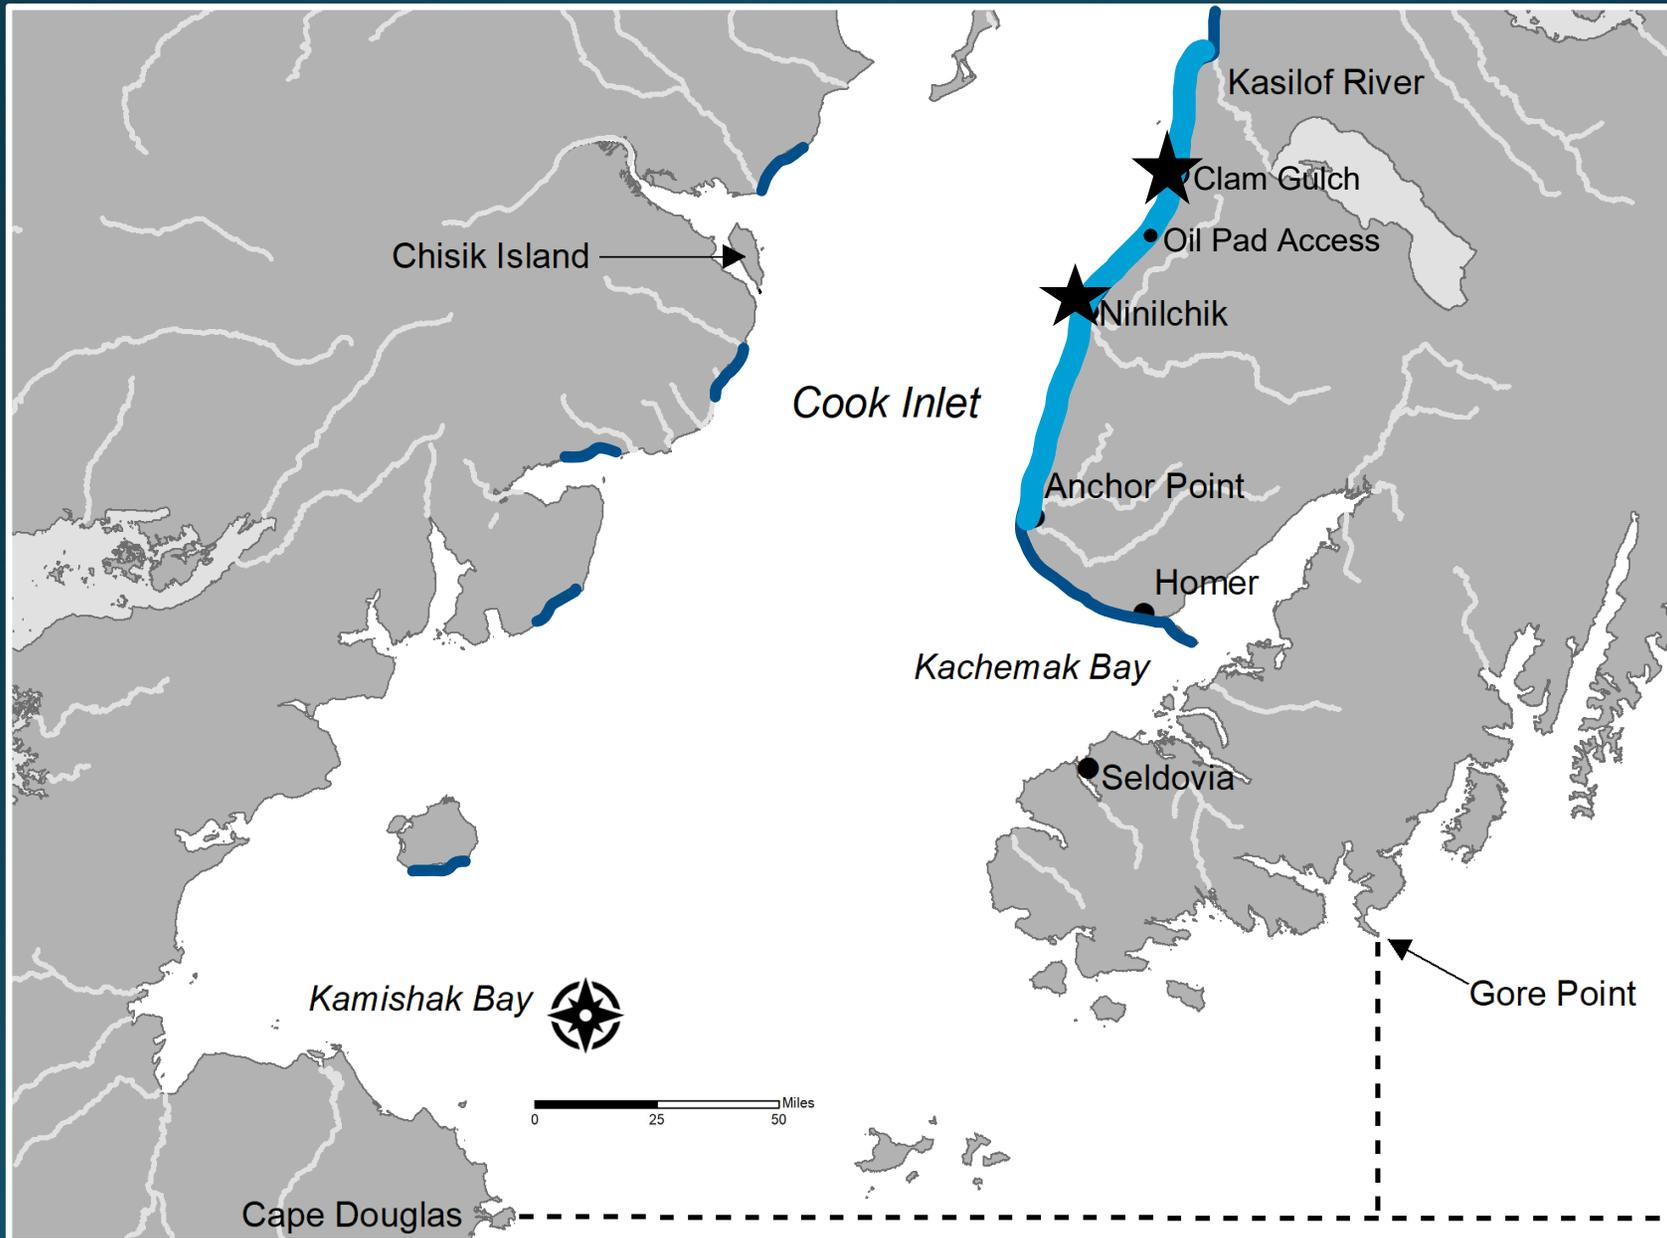 Kasilof River
Clam Gulch
Oil Pad Access
Chisik Island
Ninilchik
Cook Inlet
Anchor Point
Homer
Kachemak Bay
Seldovia
Gore Point
Kamishak Bay
Miles
0 25 50
Cape Douglas